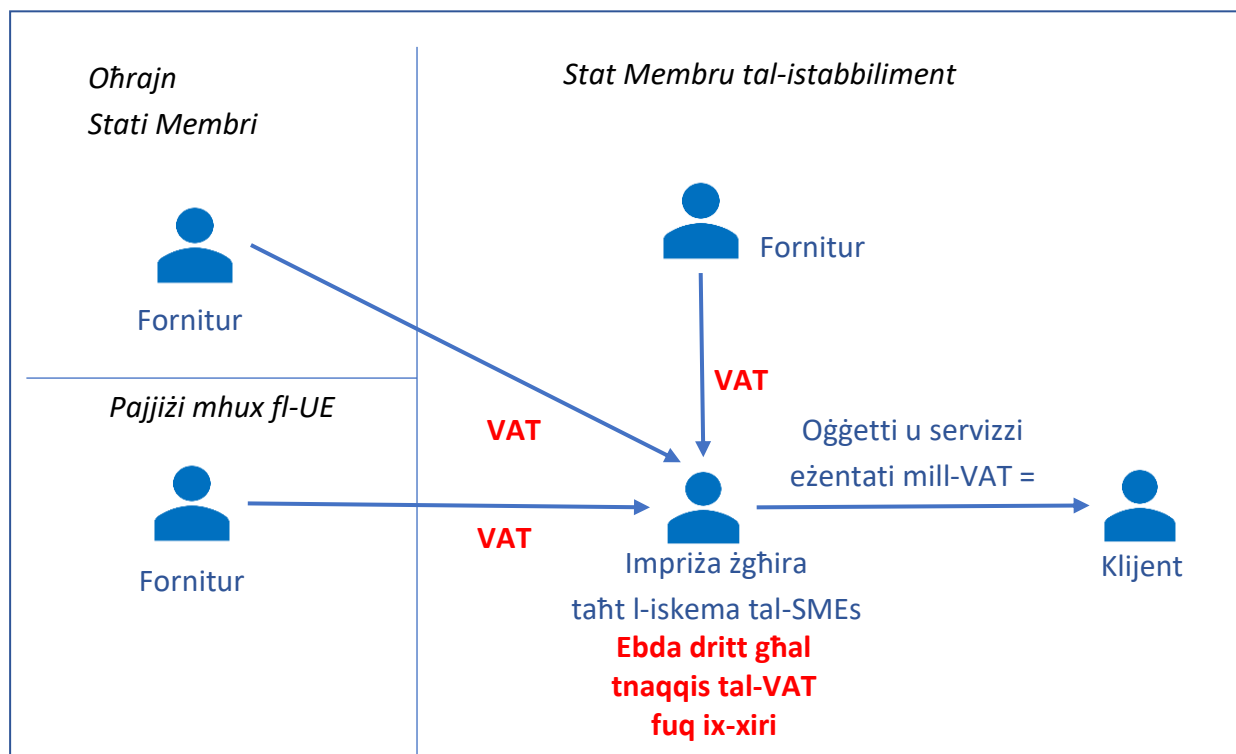 Oħrajn
Stati Membri
Fornitur
Pajjiżi mhux fl-UE
Fornitur
Stat Membru tal-istabbiliment
Fornitur
VAT
VAT
VAT
Oġġetti u servizzi
eżentati mill-VAT =
Impriża żgħira
taħt l-iskema tal-SMEs
Ebda dritt għal
tnaqqis tal-VAT
fuq ix-xiri
Klijent